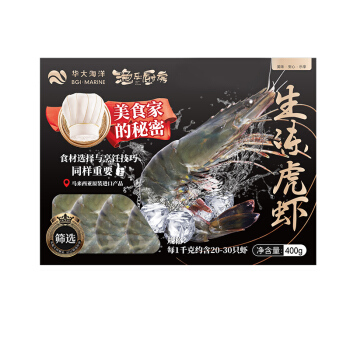 华大海洋
BGI·MARINE
美食家
的秘密
食材选择与烹饪技巧
同样重要
马来西亚原装进口产品
筛选
生冻虎虾
规格:
每1千克约含20-30只虾
净含量: 400g